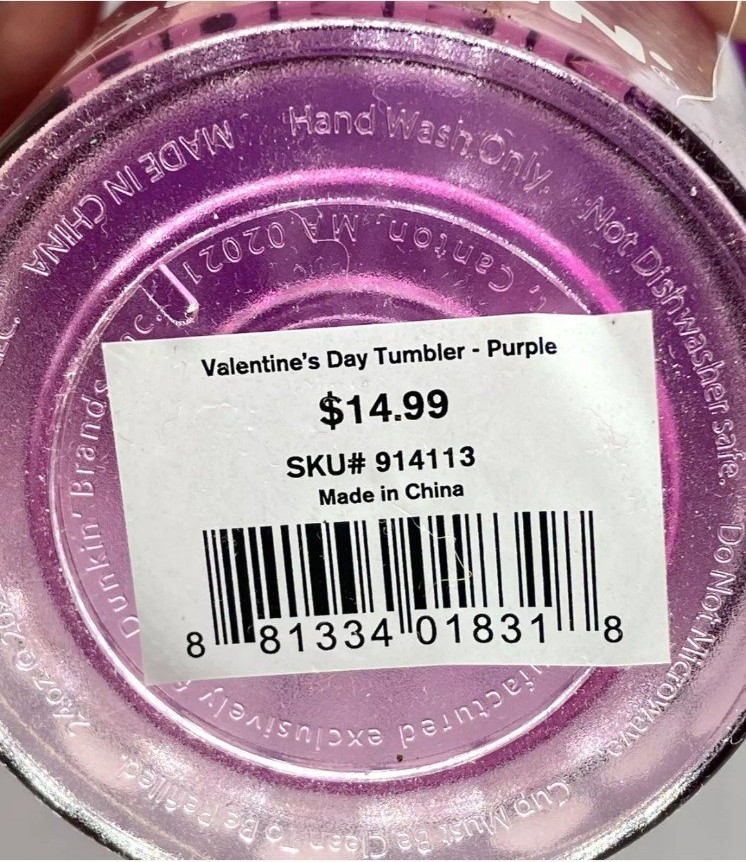 Valentine's Day Tumbler - Purple
$14.99
SKU# 914113
Made in China
8 81334 01831 8
MADE IN CHINA
Hand Wash Only.
Not Dishwasher safe.
Do Not Microwave.
Cup Must Be Clean To Be Refilled.
24oz
Dunkin' Brands
Canton, MA 02021
exclusively